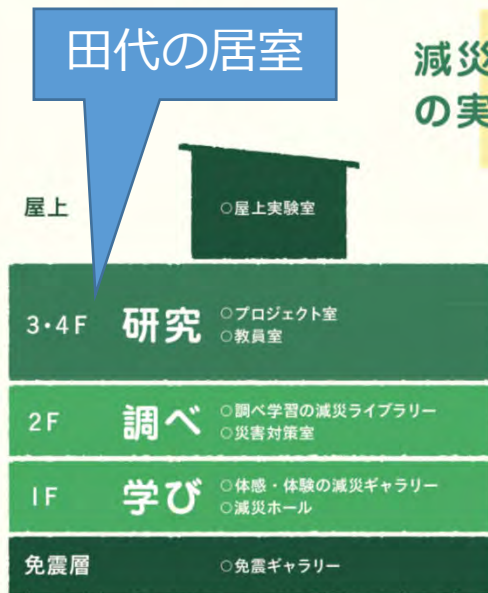 田代の居室
減災
の実
屋上
○屋上実験室
3・4F 研究
○プロジェクト室
○教員室
2F 調べ
○調べ学習の減災ライブラリー
○災害対策室
1F 学び
○体感・体験の減災ギャラリー
○減災ホール
免震層
○免震ギャラリー